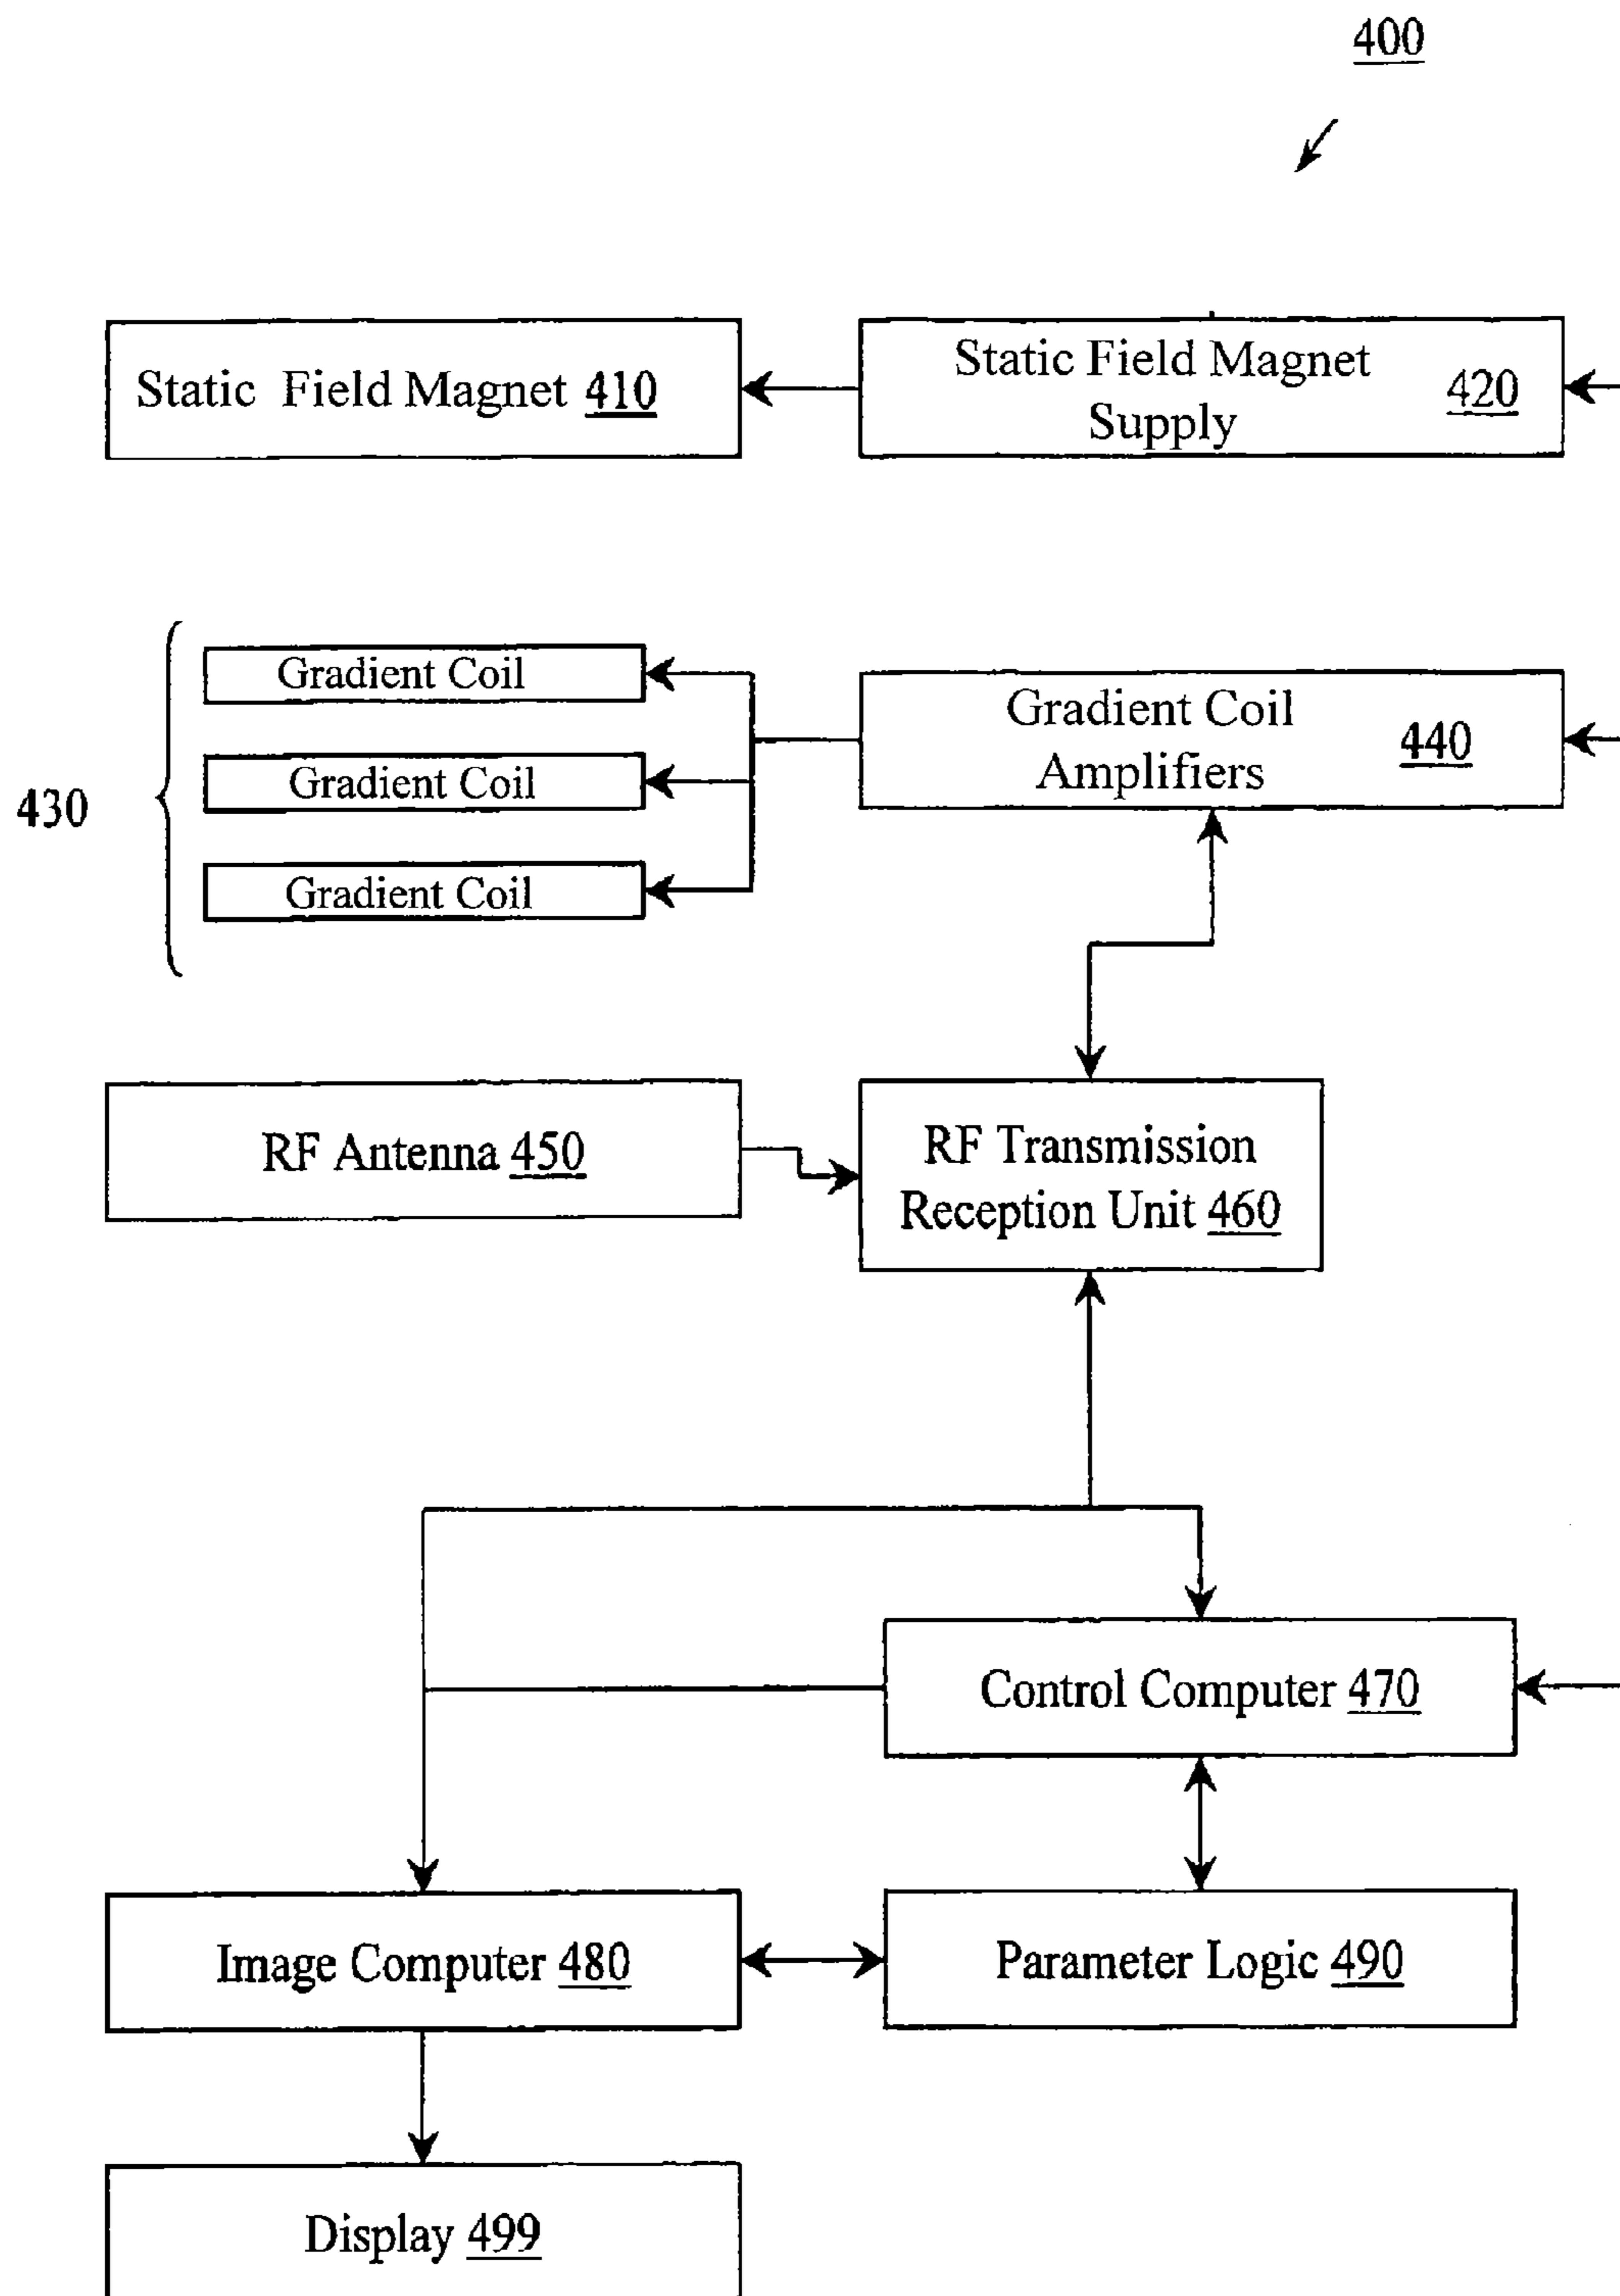 400
Static Field Magnet 410
Static Field Magnet
Supply
420
430
Gradient Coil
Gradient Coil
Gradient Coil
Gradient Coil
Amplifiers
440
RF Antenna 450
RF Transmission
Reception Unit 460
Control Computer 470
Image Computer 480
Parameter Logic 490
Display 499